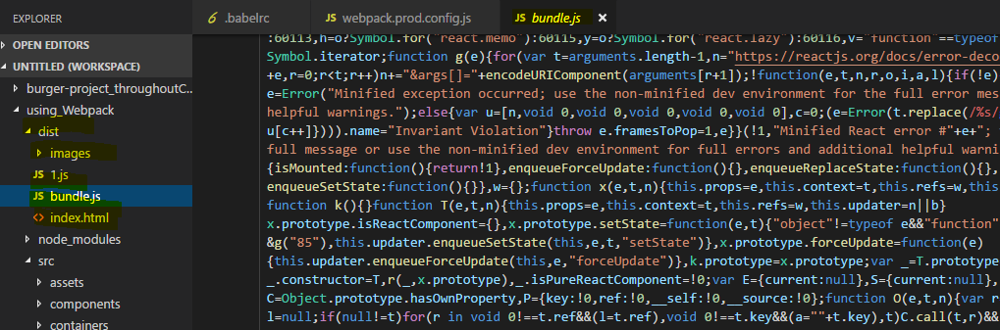 EXPLORER
OPEN EDITORS
UNTITLED (WORKSPACE)
burger-project_throughoutC...
using_Webpack
dist
images
JS 1.js
JS bundle.js
<> index.html
node_modules
src
assets
components
containers
.babelrc
JS webpack.prod.config.js
JS bundle.js ×
:60113,h=o?Symbol.for("react.memo"):60115,y=o?Symbol.for("react.lazy"):60116,v="function"==typeof
Symbol.iterator;function g(e){for(var t=arguments.length-1,n="https://reactjs.org/docs/error-deco
+e,r=0;r<t;r++)n+="&args[]="+encodeURIComponent(arguments[r+1]);!function(e,t,n,r,o,i,a,l){if(!e)
e=Error("Minified exception occurred; use the non-minified dev environment for the full error mes
helpful warnings.");else{var u=[n,void 0,void 0,void 0,void 0,void 0],c=0;(e=Error(t.replace(/%s/
u[c++]}))).name="Invariant Violation"}throw e.framesToPop=1,e}}(!1,"Minified React error #"+e+";
full message or use the non-minified dev environment for full errors and additional helpful warni
{isMounted:function(){return!1},enqueueForceUpdate:function(){},enqueueReplaceState:function(){},
enqueueSetState:function(){}},w={};function x(e,t,n){this.props=e,this.context=t,this.refs=w,this
function k(){}function T(e,t,n){this.props=e,this.context=t,this.refs=w,this.updater=n||b}
x.prototype.isReactComponent={},x.prototype.setState=function(e,t){"object"!=typeof e&&"function"
&g("85"),this.updater.enqueueSetState(this,e,t,"setState")},x.prototype.forceUpdate=function(e)
{this.updater.enqueueForceUpdate(this,e,"forceUpdate")},k.prototype=x.prototype;var _=T.prototype
_.constructor=T,r(_,x.prototype),_.isPureReactComponent=!0;var E={current:null},S={current:null},
C=Object.prototype.hasOwnProperty,P={key:!0,ref:!0,__self:!0,__source:!0};function O(e,t,n){var r
l=null;if(null!=t)for(r in void 0!==t.ref&&(l=t.ref),void 0!==t.key&&(a=""+t.key),t)C.call(t,r)&&